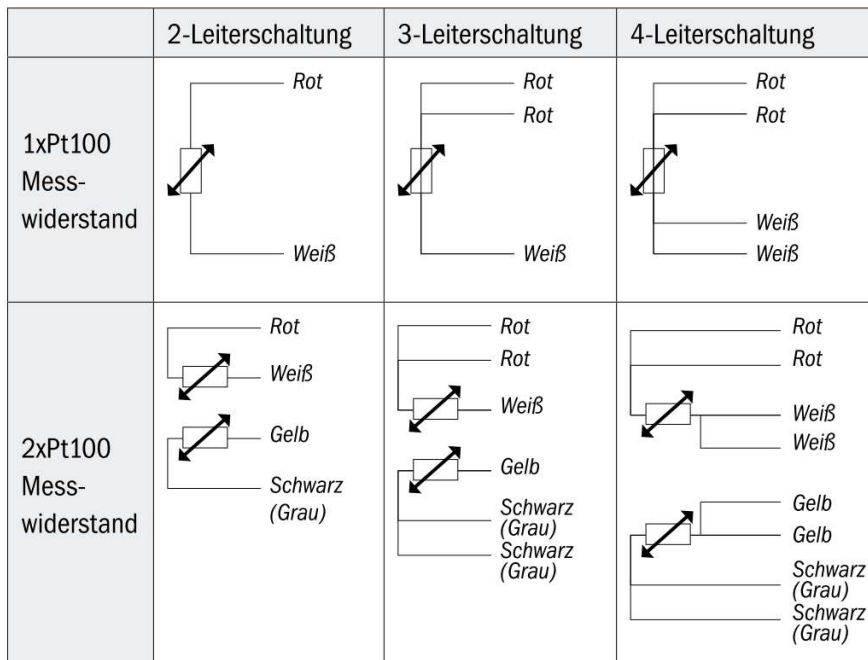 2-Leiterschaltung
3-Leiterschaltung
4-Leiterschaltung
1xPt100
Mess-
widerstand
Rot
Weiß
Rot
Rot
Weiß
Rot
Rot
Weiß
Weiß
2xPt100
Mess-
widerstand
Rot
Weiß
Gelb
Schwarz
(Grau)
Rot
Rot
Weiß
Gelb
Schwarz
(Grau)
Schwarz
(Grau)
Rot
Rot
Weiß
Weiß
Gelb
Gelb
Schwarz
(Grau)
Schwarz
(Grau)